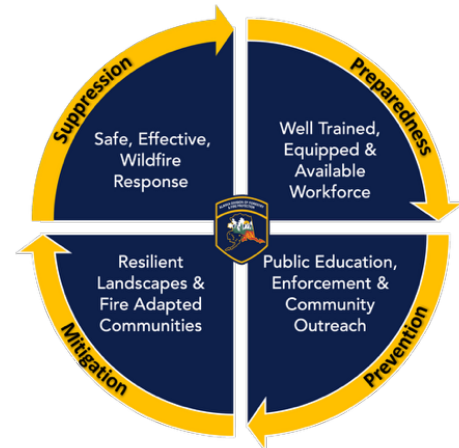 Suppression
Safe, Effective,
Wildfire
Response
Preparedness
Well Trained,
Equipped &
Available
Workforce
Resilient
Landscapes &
Fire Adapted
Communities
Mitigation
Public Education,
Enforcement &
Community
Outreach
Prevention